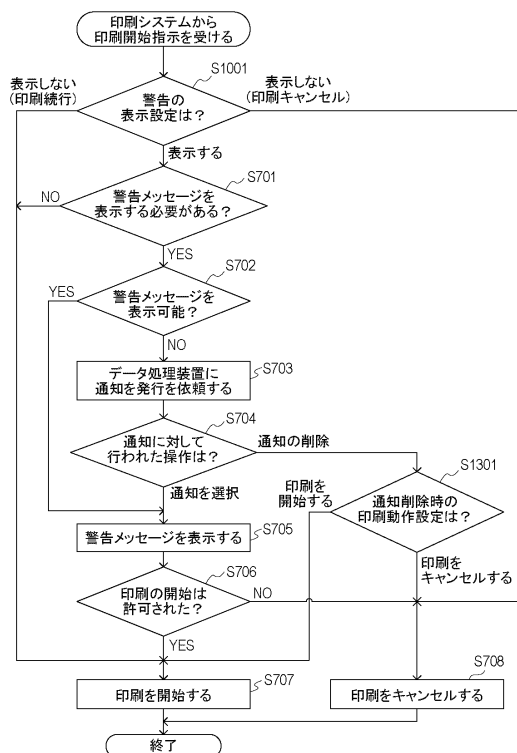 印刷システムから
印刷開始指示を受ける
S1001
表示しない
(印刷続行)
警告の
表示設定は？
表示しない
(印刷キャンセル)
表示する
S701
NO
警告メッセージを
表示する必要がある？
YES
S702
YES
警告メッセージを
表示可能？
NO
S703
データ処理装置に
通知を発行を依頼する
S704
通知に対して
行われた操作は？
通知の削除
S1301
通知を選択
印刷を
開始する
通知削除時の
印刷動作設定は？
警告メッセージを表示する
S705
S706
印刷を
キャンセルする
印刷の開始は
許可された？
NO
YES
S707
印刷を開始する
S708
印刷をキャンセルする
終了